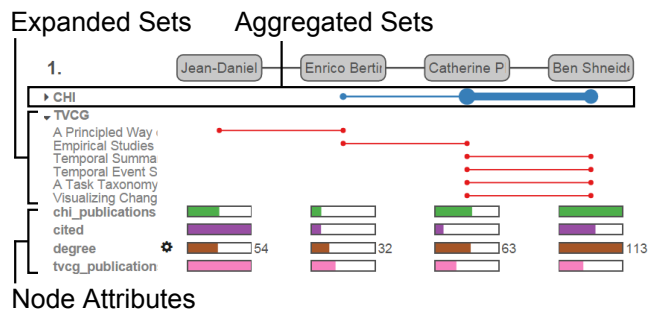 Expanded Sets Aggregated Sets
1. Jean-Daniel Enrico Bertin Catherine P Ben Shneide
CHI
TVCG
A Principled Way
Empirical Studies
Temporal Summa
Temporal Event S
A Task Taxonomy
Visualizing Chang
chi_publications
cited
degree 54 32 63 113
tvcg_publication
Node Attributes